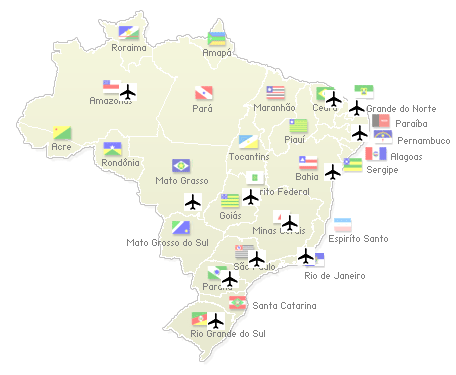 Roraima
Amapá
Amazonas
Pará
Maranhão
Ceará
Grande do Norte
Paraíba
Pernambuco
Alagoas
Sergipe
Piauí
Acre
Rondônia
Tocantins
Bahia
Mato Grosso
rito Federal
Goiás
Minas Gerais
Espiríto Santo
Mato Grosso do Sul
São Paulo
Rio de Janeiro
Paraná
Santa Catarina
Rio Grande do Sul